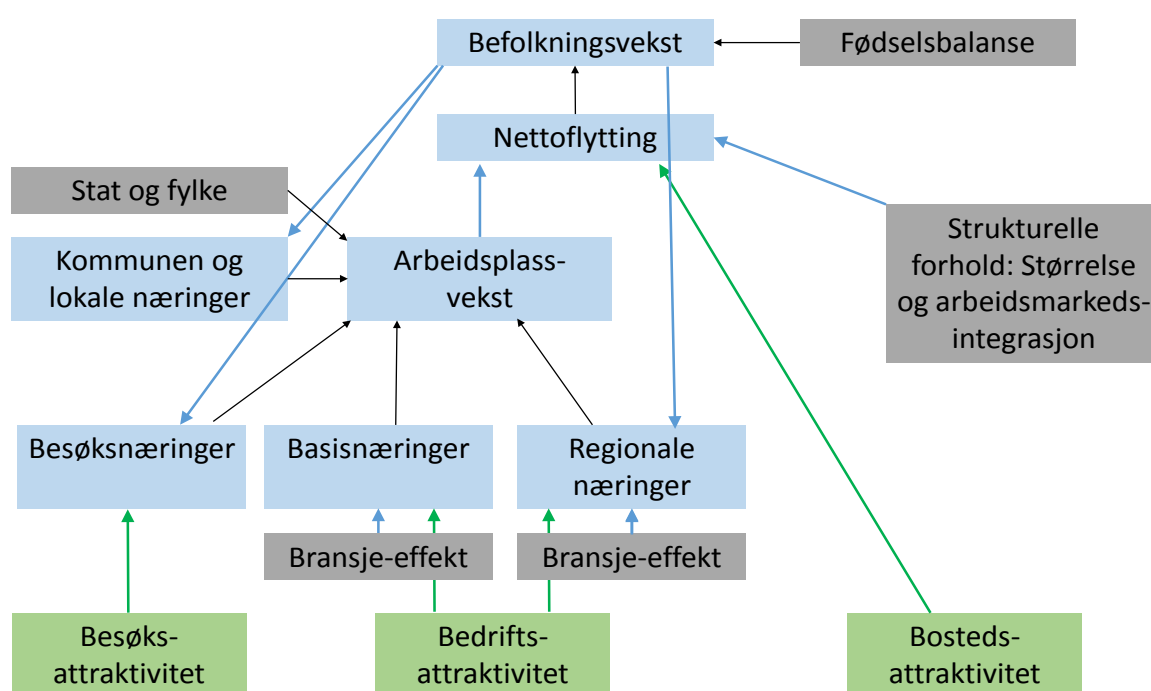 Befolkningsvekst
Fødselsbalanse
Nettoflytting
Stat og fylke
Kommunen og
lokale næringer
Arbeidsplass-
vekst
Strukturelle
forhold: Størrelse
og arbeidsmarkeds-
integrasjon
Besøksnæringer
Basisnæringer
Regionale
næringer
Bransje-effekt
Bransje-effekt
Besøks-
attraktivitet
Bedrifts-
attraktivitet
Bosteds-
attraktivitet